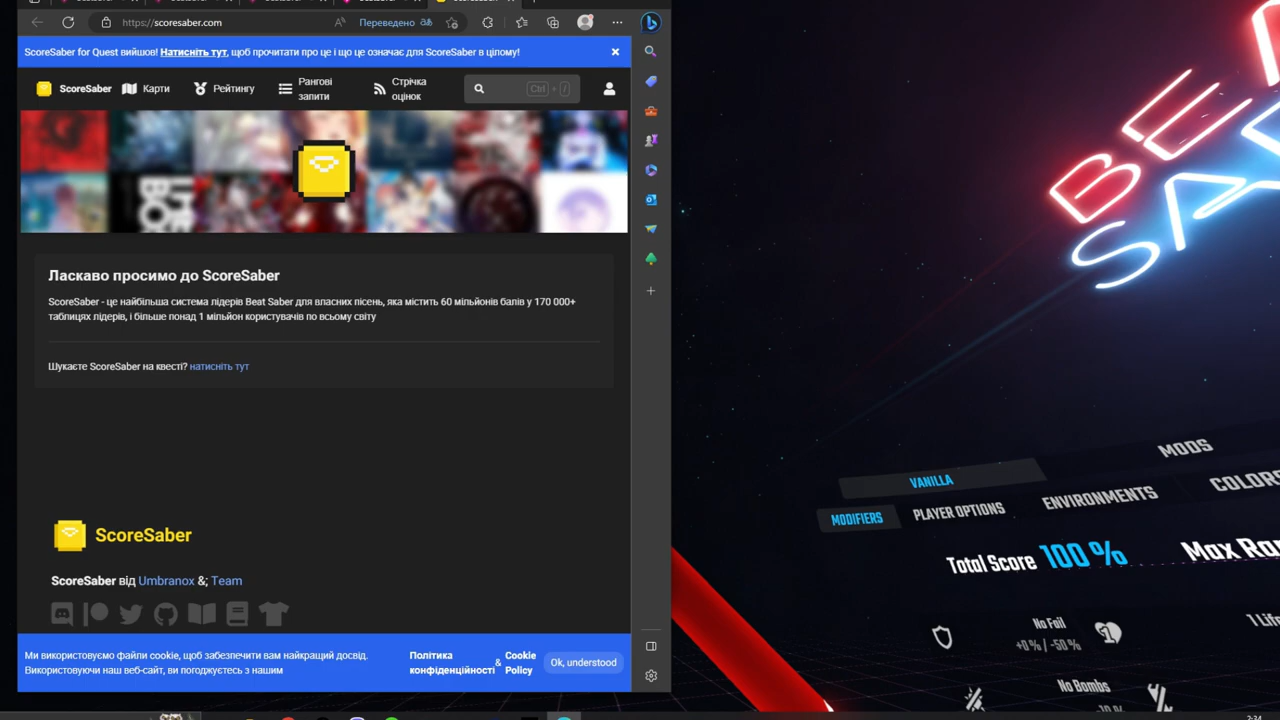 https://scoresaber.com
Переведено
ScoreSaber for Quest вийшов! Натисніть тут, щоб прочитати про це і що це означає для ScoreSaber в цілому!
ScoreSaber
Карти
Рейтингу
Рангові запити
Стрічка оцінок
Ctrl + /
Ласкаво просимо до ScoreSaber
ScoreSaber - це найбільша система лідерів Beat Saber для власних пісень, яка містить 60 мільйонів балів у 170 000+
таблицях лідерів, і більше понад 1 мільйон користувачів по всьому світу
Шукаєте ScoreSaber на квесті? натисніть тут
ScoreSaber
ScoreSaber від Umbranox &; Team
Ми використовуємо файли cookie, щоб забезпечити вам найкращий досвід.
Використовуючи наш веб-сайт, ви погоджуєтесь з нашим
Політика
конфіденційності
&
Cookie
Policy
Ok, understood
MODS
VANILLA
COLORS
MODIFIERS
PLAYER OPTIONS
ENVIRONMENTS
Total Score 100 %
Max
No Fail
+0 % / -50 %
No Bombs